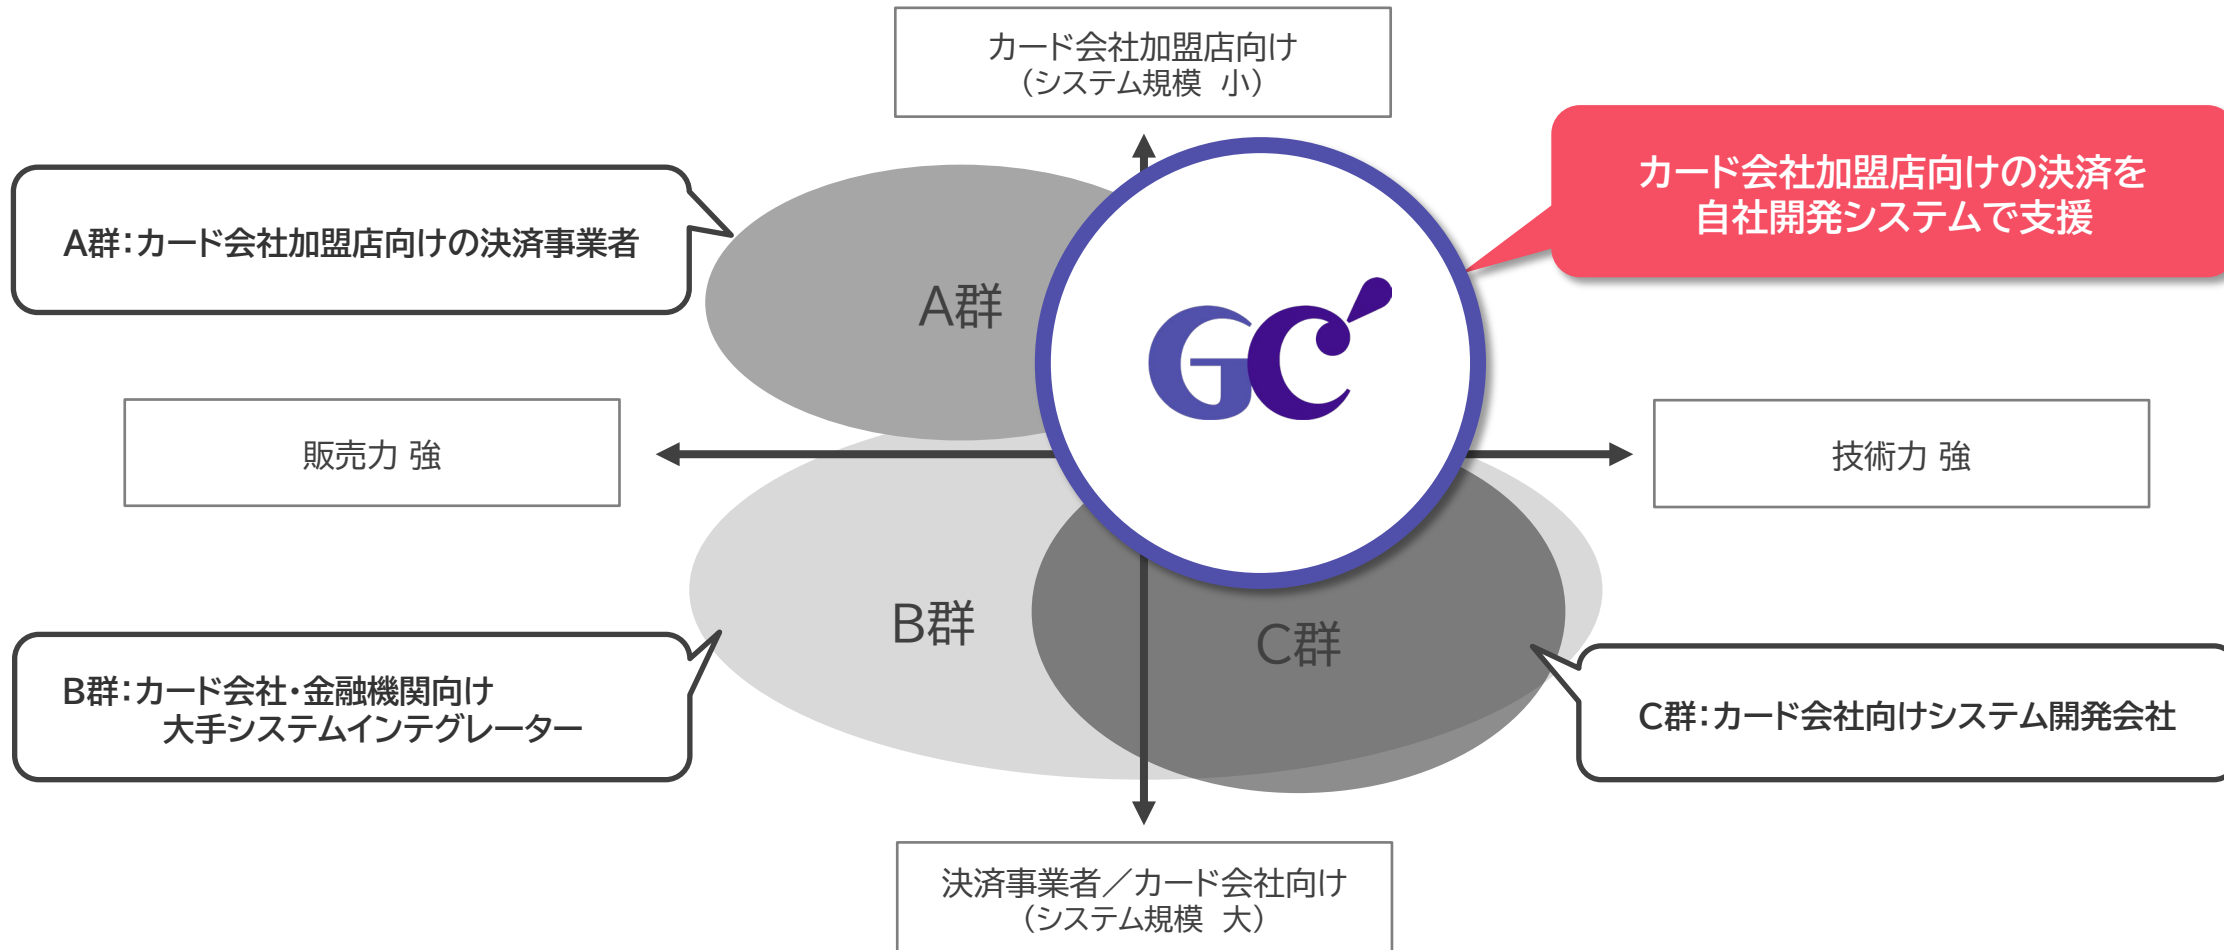 カード会社加盟店向け
（システム規模　小）
カード会社加盟店向けの決済を
自社開発システムで支援
A群：カード会社加盟店向けの決済事業者
A群
GC
販売力 強
技術力 強
B群
C群
B群：カード会社・金融機関向け
大手システムインテグレーター
C群：カード会社向けシステム開発会社
決済事業者／カード会社向け
（システム規模　大）